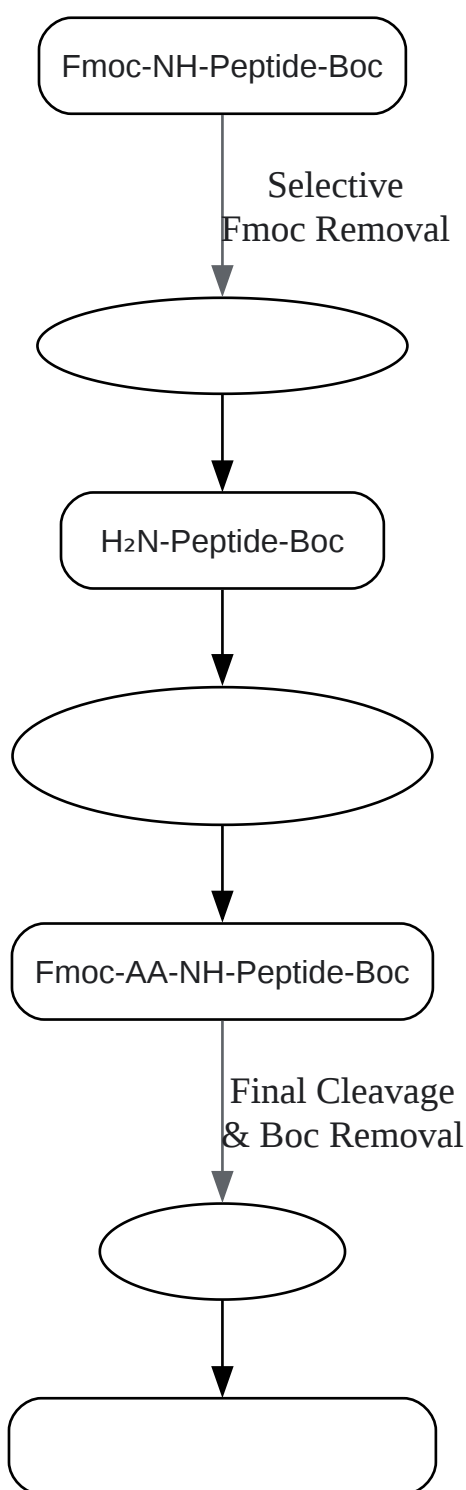 Fmoc-NH-Peptide-Boc
Selective
Fmoc Removal
H₂N-Peptide-Boc
Fmoc-AA-NH-Peptide-Boc
Final Cleavage
& Boc Removal